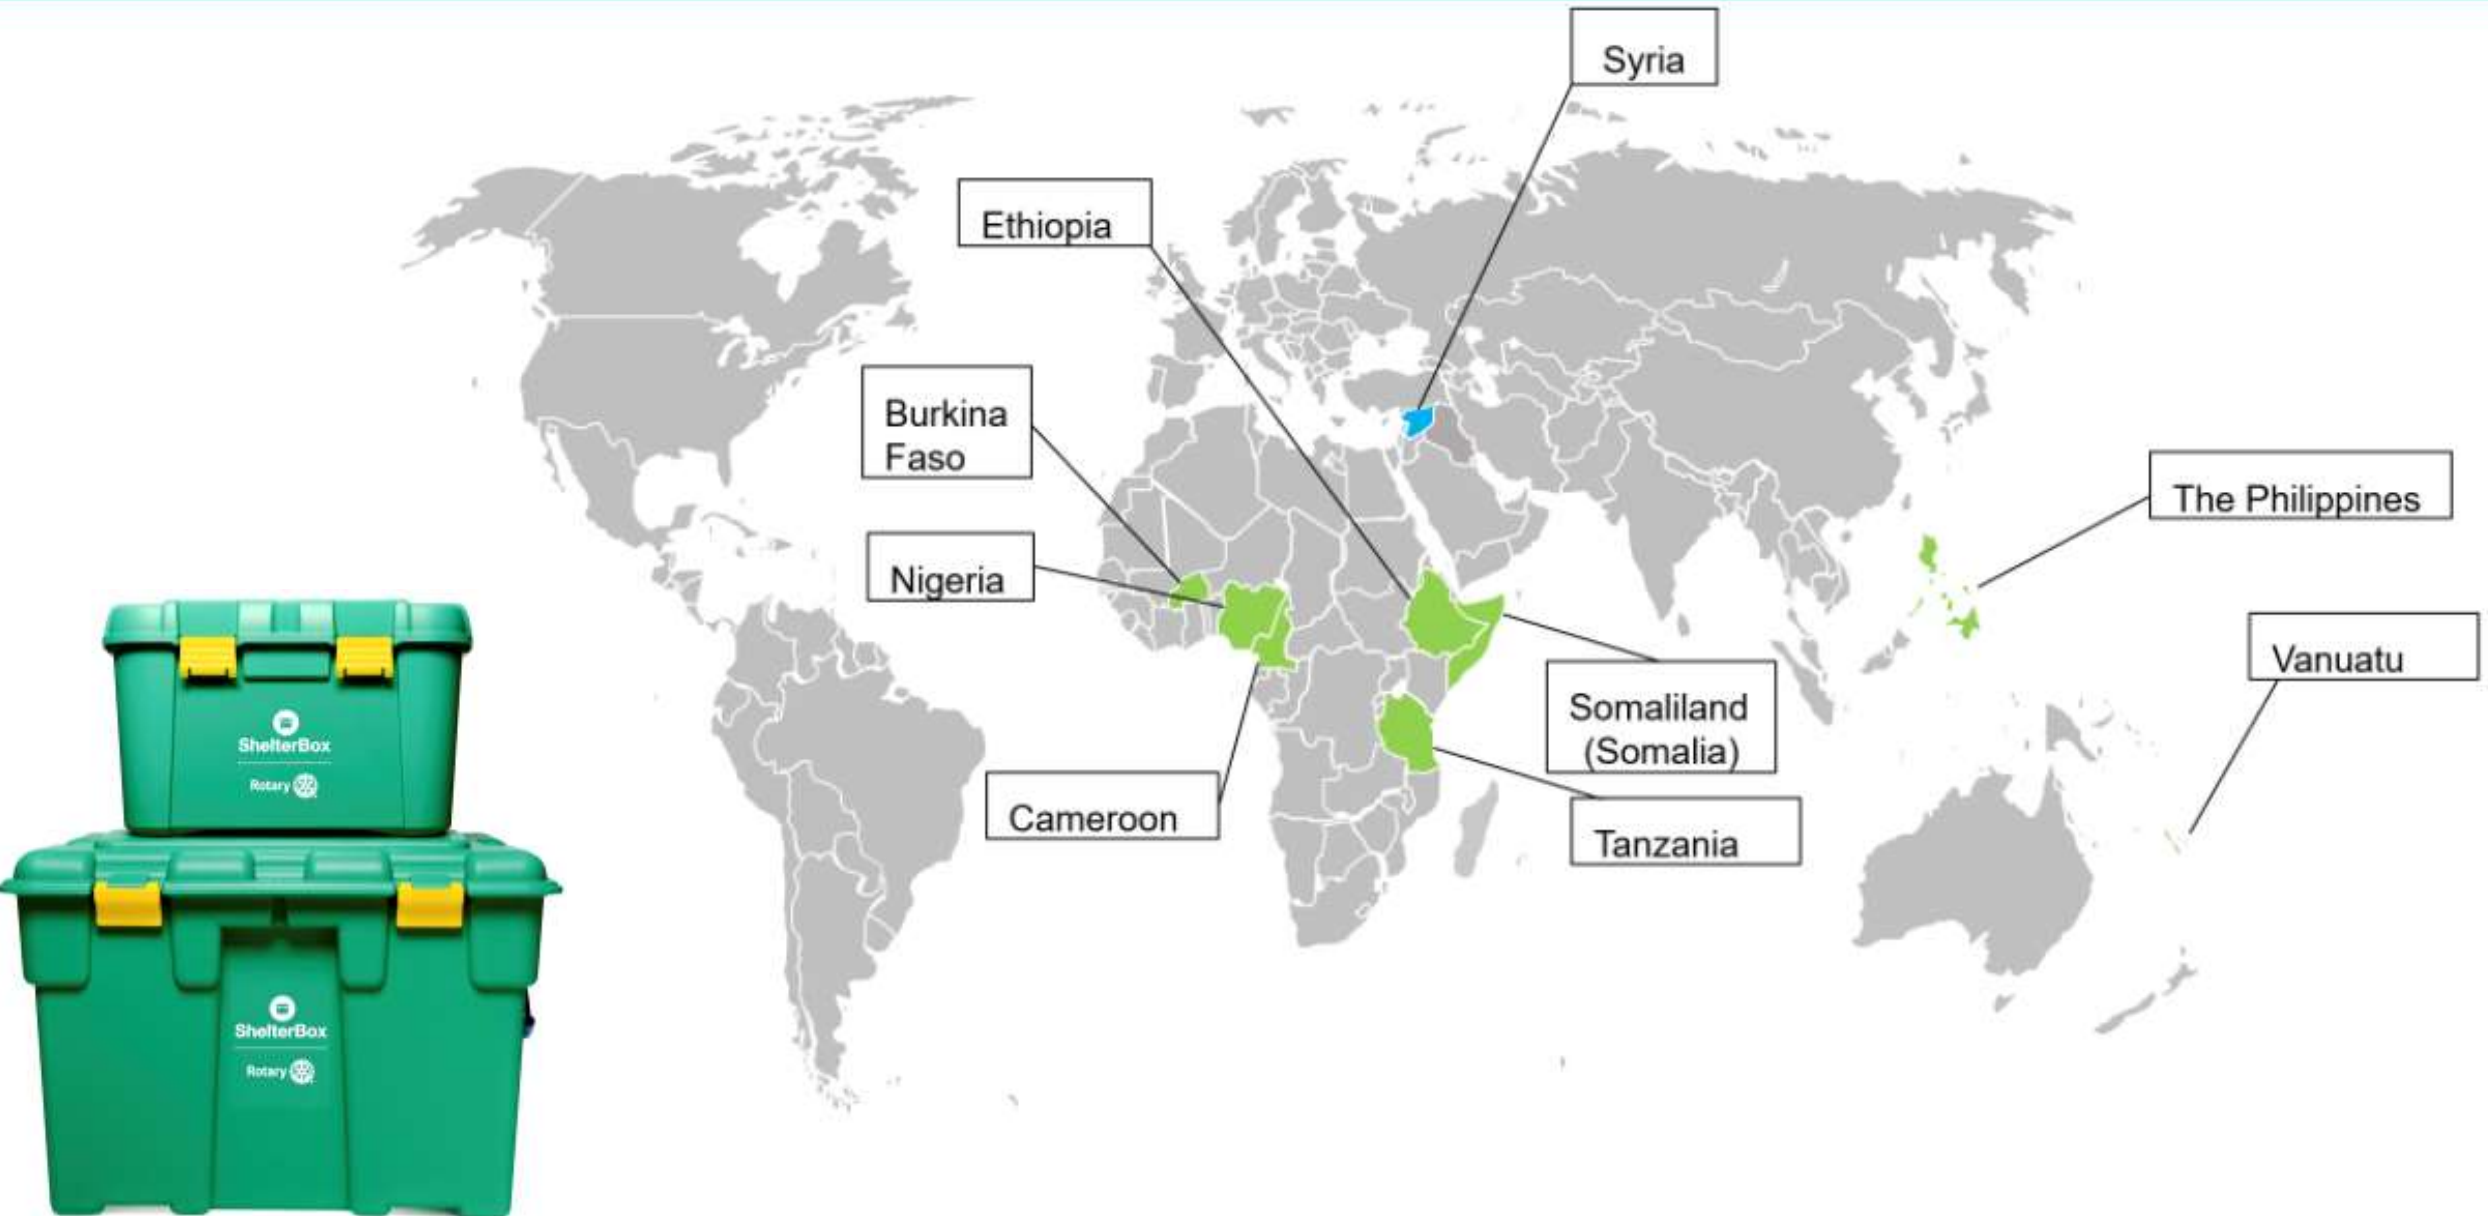 Syria
Ethiopia
Burkina
Faso
Nigeria
The Philippines
Vanuatu
Somaliland
(Somalia)
Cameroon
Tanzania
ShelterBox
Rotary
ShelterBox
Rotary